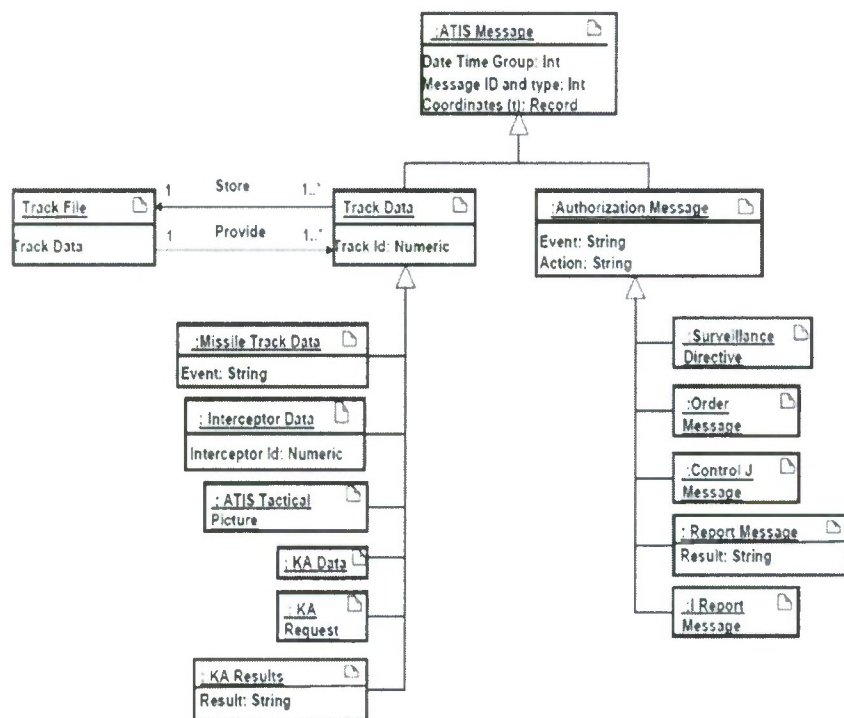 :ATIS Message
Date Time Group: Int
Message ID and type: Int
Coordinates (t): Record
Track File
Track Data
1 Store 1..*
1 Provide 1..*
Track Data
Track Id: Numeric
:Authorization Message
Event: String
Action: String
:Missile Track Data
Event: String
: Interceptor Data
Interceptor Id: Numeric
: ATIS Tactical
Picture
: KA Data
: KA
Request
: KA Results
Result: String
:Surveillance
Directive
:Order
Message
:Control J
Message
: Report Message
Result: String
:I Report
Message